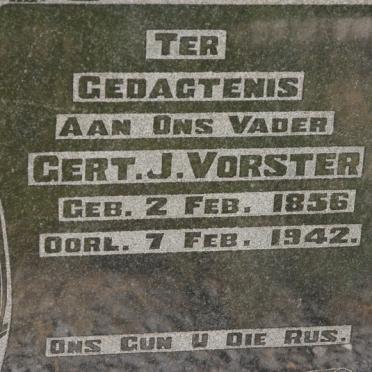 TER
GEDAGTENIS
AAN ONS VADER
GERT. J. VORSTER
GEB. 2 FEB. 1856
OORL. 7 FEB. 1942.
ONS GUN U DIE RUS.